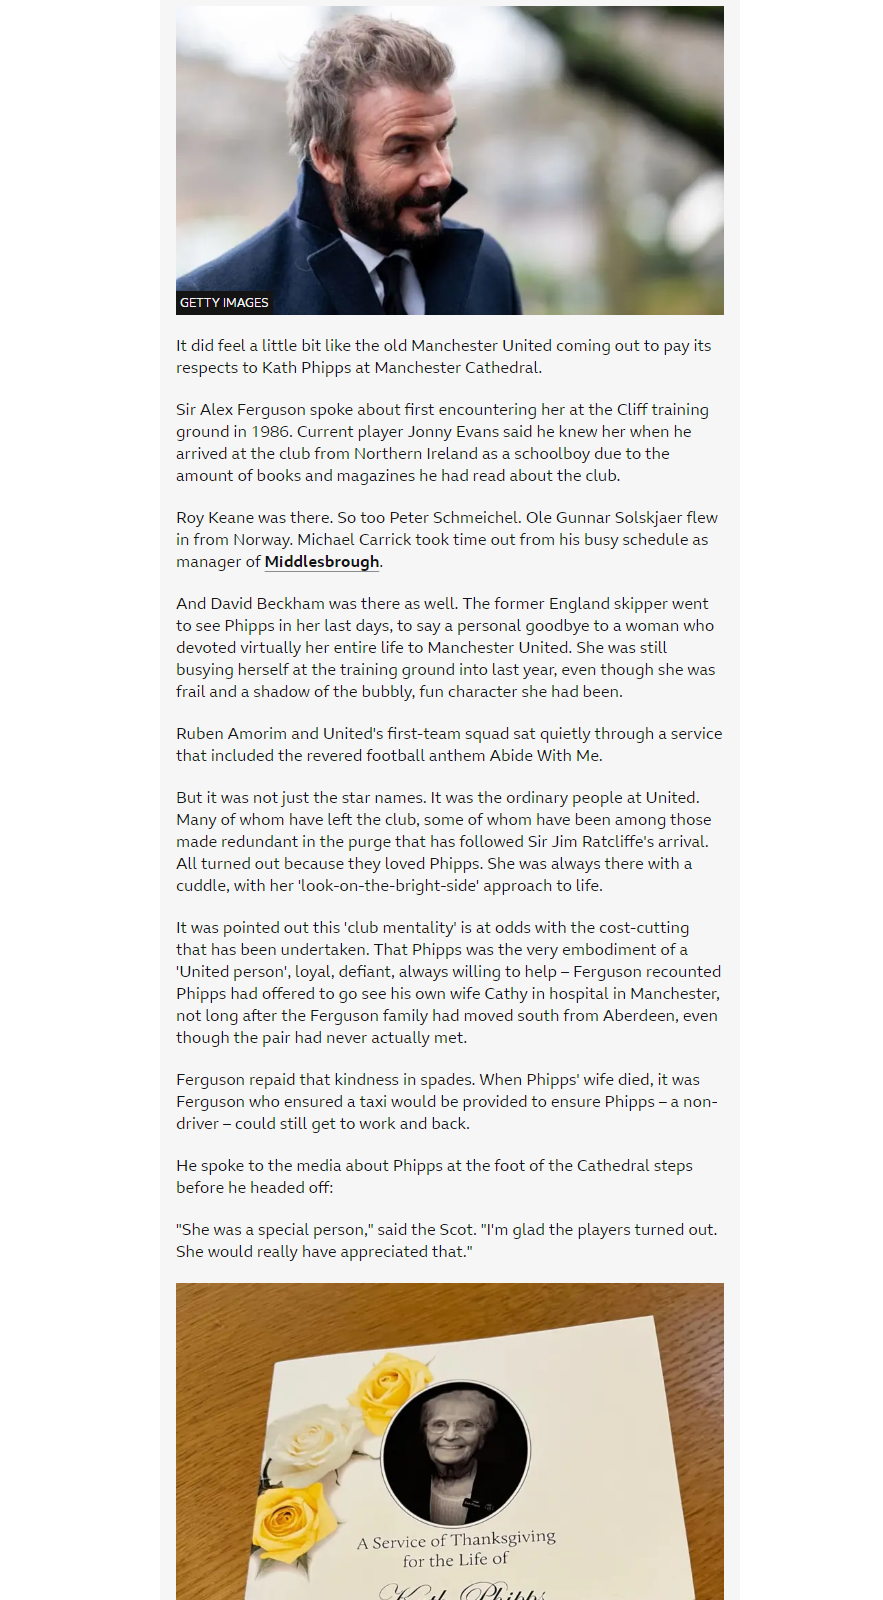 GETTY IMAGES
It did feel a little bit like the old Manchester United coming out to pay its
respects to Kath Phipps at Manchester Cathedral.
Sir Alex Ferguson spoke about first encountering her at the Cliff training
ground in 1986. Current player Jonny Evans said he knew her when he
arrived at the club from Northern Ireland as a schoolboy due to the
amount of books and magazines he had read about the club.
Roy Keane was there. So too Peter Schmeichel. Ole Gunnar Solskjaer flew
in from Norway. Michael Carrick took time out from his busy schedule as
manager of Middlesbrough.
And David Beckham was there as well. The former England skipper went
to see Phipps in her last days, to say a personal goodbye to a woman who
devoted virtually her entire life to Manchester United. She was still
busying herself at the training ground into last year, even though she was
frail and a shadow of the bubbly, fun character she had been.
Ruben Amorim and United's first-team squad sat quietly through a service
that included the revered football anthem Abide With Me.
But it was not just the star names. It was the ordinary people at United.
Many of whom have left the club, some of whom have been among those
made redundant in the purge that has followed Sir Jim Ratcliffe's arrival.
All turned out because they loved Phipps. She was always there with a
cuddle, with her 'look-on-the-bright-side' approach to life.
It was pointed out this 'club mentality' is at odds with the cost-cutting
that has been undertaken. That Phipps was the very embodiment of a
'United person', loyal, defiant, always willing to help – Ferguson recounted
Phipps had offered to go see his own wife Cathy in hospital in Manchester,
not long after the Ferguson family had moved south from Aberdeen, even
though the pair had never actually met.
Ferguson repaid that kindness in spades. When Phipps' wife died, it was
Ferguson who ensured a taxi would be provided to ensure Phipps – a non-
driver – could still get to work and back.
He spoke to the media about Phipps at the foot of the Cathedral steps
before he headed off:
"She was a special person," said the Scot. "I'm glad the players turned out.
She would really have appreciated that."
A Service of Thanksgiving
for the Life of
Kath Phipps